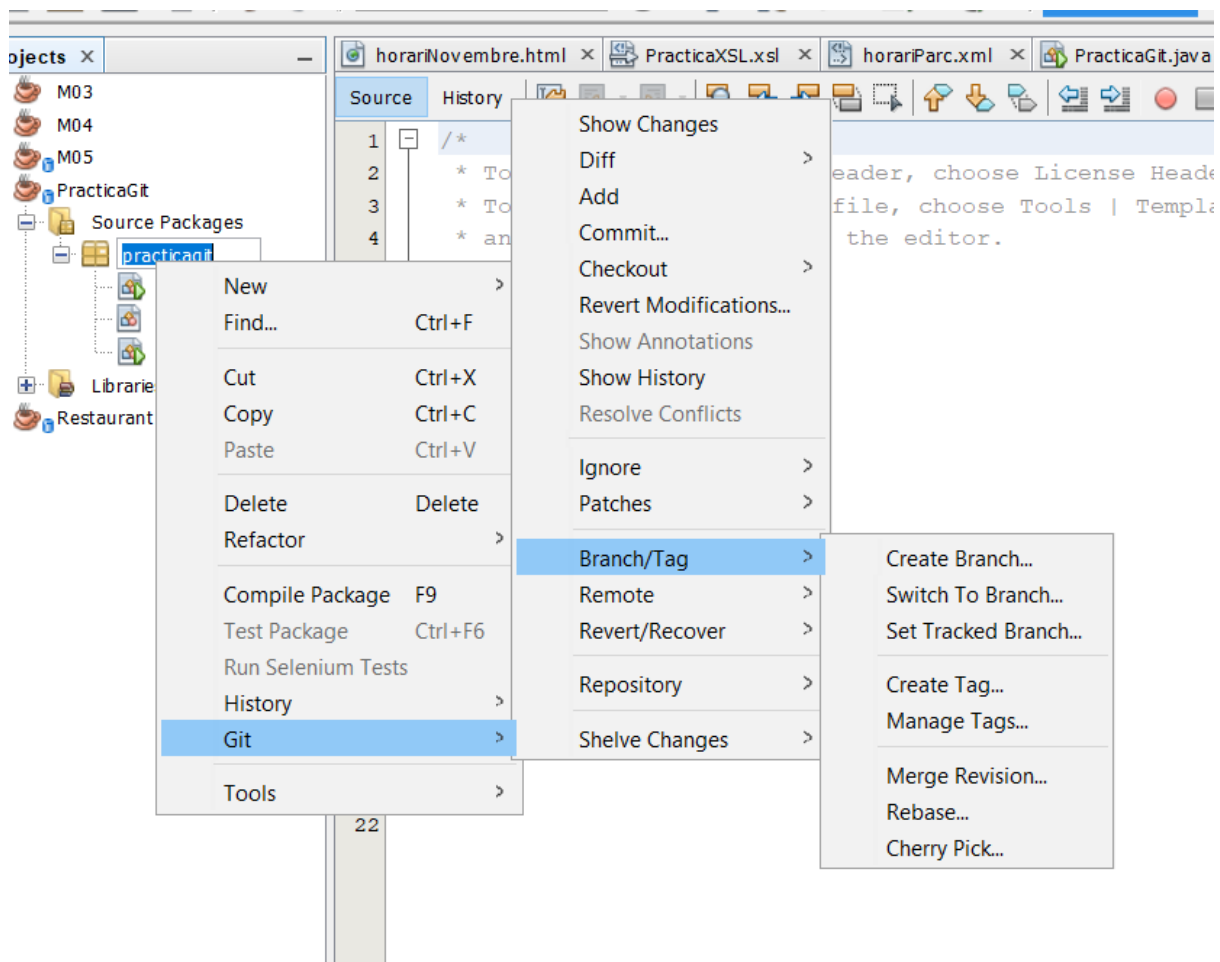 ojects
horariNovembre.html
PracticaXSL.xsl
horariParc.xml
PracticaGit.java
M03
M04
M05
PracticaGit
Source Packages
practicagit
Librarie
Restaurant
Source History
1 /*
2 * To eader, choose License Heade
3 * To file, choose Tools | Templa
4 * an the editor.
22
New
Find... Ctrl+F
Cut Ctrl+X
Copy Ctrl+C
Paste Ctrl+V
Delete Delete
Refactor
Compile Package F9
Test Package Ctrl+F6
Run Selenium Tests
History
Git
Tools
Show Changes
Diff
Add
Commit...
Checkout
Revert Modifications...
Show Annotations
Show History
Resolve Conflicts
Ignore
Patches
Branch/Tag
Remote
Revert/Recover
Repository
Shelve Changes
Create Branch...
Switch To Branch...
Set Tracked Branch...
Create Tag...
Manage Tags...
Merge Revision...
Rebase...
Cherry Pick...